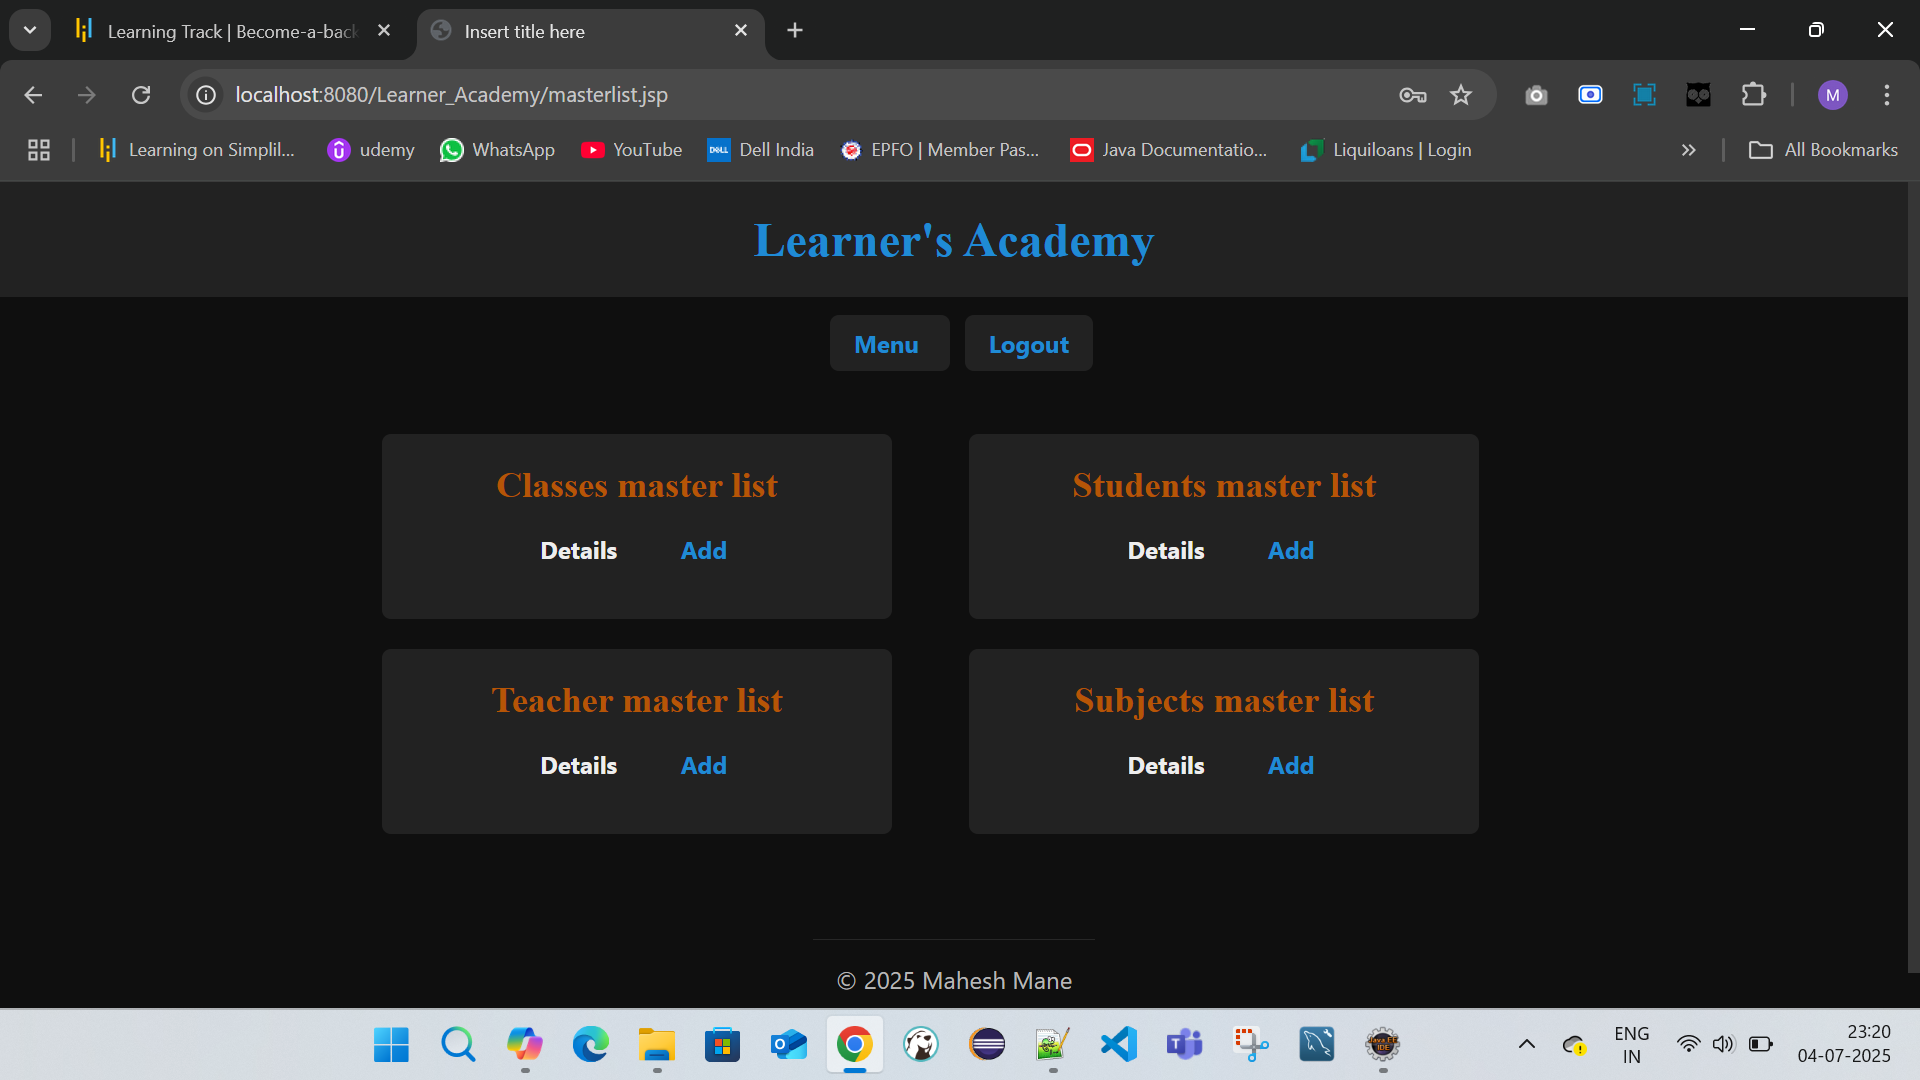 Learning Track | Become-a-back
Insert title here
localhost:8080/Learner_Academy/masterlist.jsp
M
Learning on Simplil...
udemy
WhatsApp
YouTube
DELL
Dell India
EPFO | Member Pas...
Java Documentatio...
Liquiloans | Login
All Bookmarks
Learner's Academy
Menu
Logout
Classes master list
Students master list
Details
Add
Details
Add
Teacher master list
Subjects master list
Details
Add
Details
Add
© 2025 Mahesh Mane
ENG
IN
23:20
04-07-2025